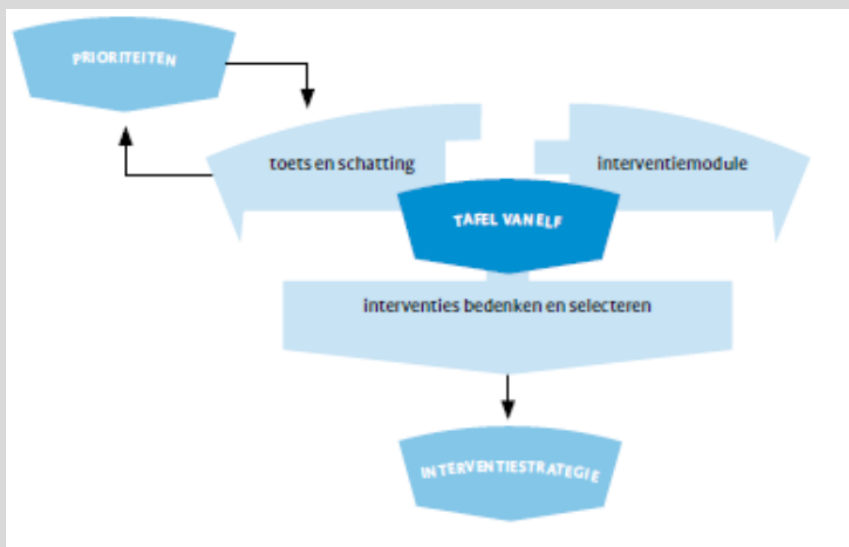 PRIORITEITEN
toets en schatting
interventiemodule
TAFEL VAN ELF
interventies bedenken en selecteren
INTERVENTIESTRATEGIE